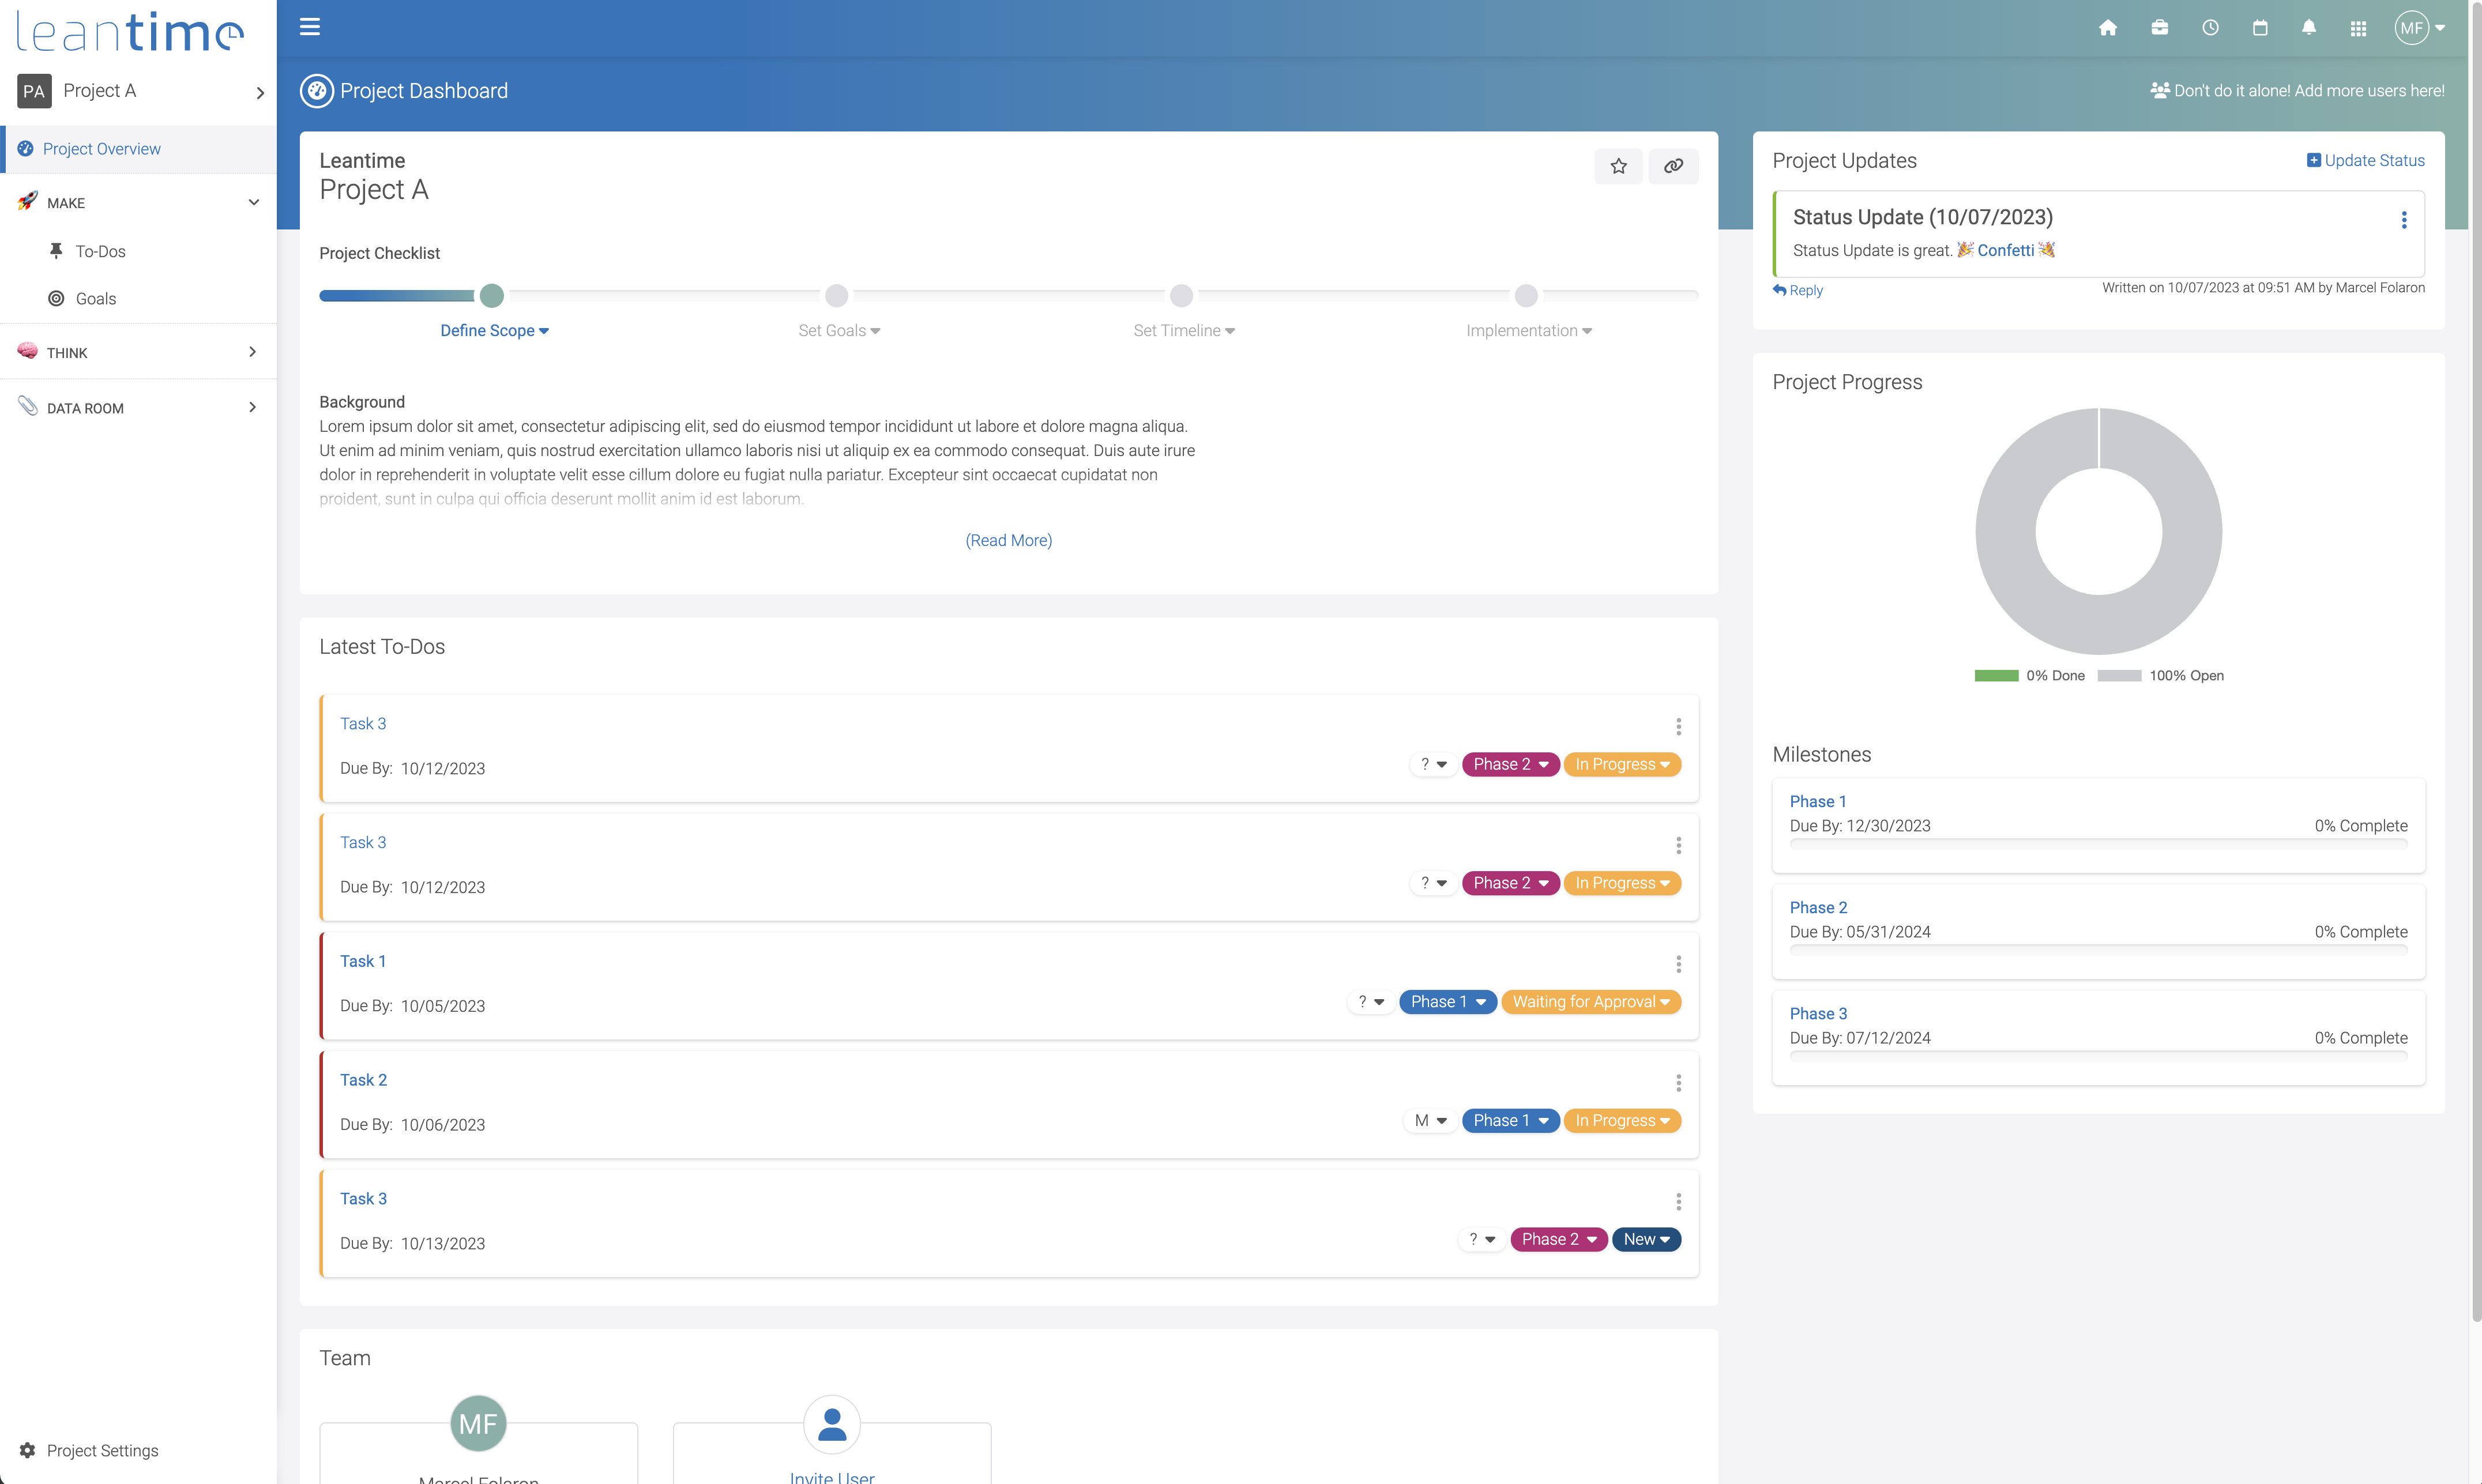 leantime
PA Project A
Project Overview
MAKE
To-Dos
Goals
THINK
DATA ROOM
Project Settings
MF
Project Dashboard
Don't do it alone! Add more users here!
Leantime
Project A
Project Checklist
Define Scope
Set Goals
Set Timeline
Implementation
Background
Lorem ipsum dolor sit amet, consectetur adipiscing elit, sed do eiusmod tempor incididunt ut labore et dolore magna aliqua.
Ut enim ad minim veniam, quis nostrud exercitation ullamco laboris nisi ut aliquip ex ea commodo consequat. Duis aute irure
dolor in reprehenderit in voluptate velit esse cillum dolore eu fugiat nulla pariatur. Excepteur sint occaecat cupidatat non
proident, sunt in culpa qui officia deserunt mollit anim id est laborum.
(Read More)
Latest To-Dos
Task 3
Due By: 10/12/2023
? Phase 2 In Progress
Task 3
Due By: 10/12/2023
? Phase 2 In Progress
Task 1
Due By: 10/05/2023
? Phase 1 Waiting for Approval
Task 2
Due By: 10/06/2023
M Phase 1 In Progress
Task 3
Due By: 10/13/2023
? Phase 2 New
Team
MF
Marcel Folaron
Invite User
Project Updates
Update Status
Status Update (10/07/2023)
Status Update is great. 🎉 Confetti 🎉
Reply
Written on 10/07/2023 at 09:51 AM by Marcel Folaron
Project Progress
0% Done
100% Open
Milestones
Phase 1
Due By: 12/30/2023
0% Complete
Phase 2
Due By: 05/31/2024
0% Complete
Phase 3
Due By: 07/12/2024
0% Complete